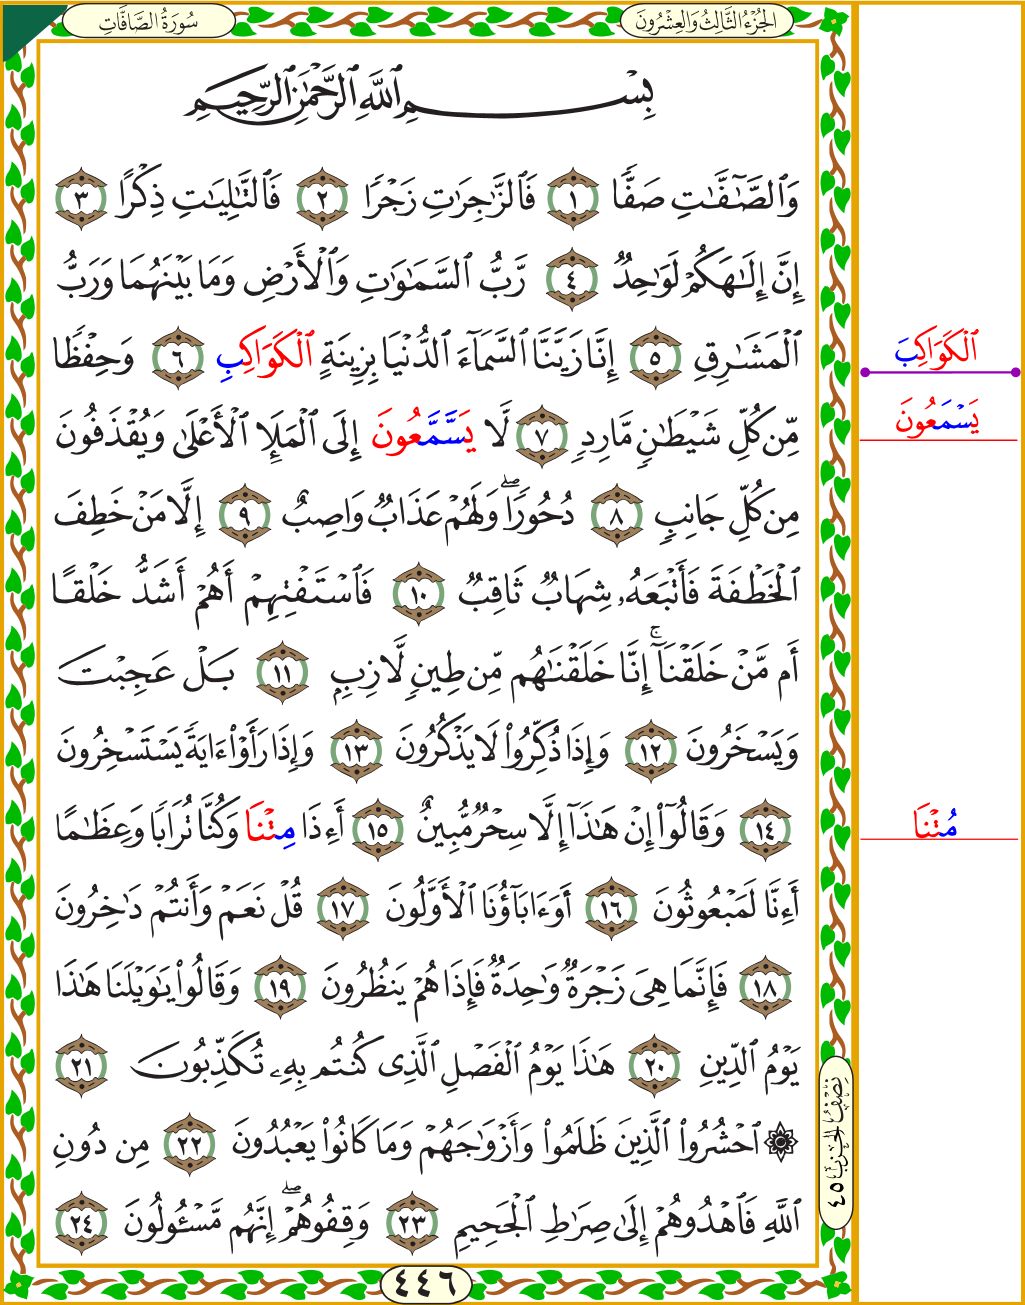 سُورَةُ الصَّافَّاتِ
الجُزْءُ الثَّالِثُ وَالعِشْرُونَ
بِسْمِ ٱللَّهِ ٱلرَّحْمَٰنِ ٱلرَّحِيمِ
وَٱلصَّٰٓفَّٰتِ صَفًّا ١ فَٱلزَّٰجِرَٰتِ زَجْرًا ٢ فَٱلتَّٰلِيَٰتِ ذِكْرًا ٣
إِنَّ إِلَٰهَكُمْ لَوَٰحِدٌ ٤ رَّبُّ ٱلسَّمَٰوَٰتِ وَٱلْأَرْضِ وَمَا بَيْنَهُمَا وَرَبُّ
ٱلْمَشَٰرِقِ ٥ إِنَّا زَيَّنَّا ٱلسَّمَآءَ ٱلدُّنْيَا بِزِينَةٍ ٱلْكَوَاكِبِ ٦ وَحِفْظًا
ٱلْكَوَاكِبَ
مِّن كُلِّ شَيْطَٰنٍ مَّارِدٍ ٧ لَّا يَسَّمَّعُونَ إِلَى ٱلْمَلَإِ ٱلْأَعْلَىٰ وَيُقْذَفُونَ
يَسْمَعُونَ
مِن كُلِّ جَانِبٍ ٨ دُحُورًا ۖ وَلَهُمْ عَذَابٌ وَاصِبٌ ٩ إِلَّا مَنْ خَطِفَ
ٱلْخَطْفَةَ فَأَتْبَعَهُۥ شِهَابٌ ثَاقِبٌ ١٠ فَٱسْتَفْتِهِمْ أَهُمْ أَشَدُّ خَلْقًا
أَم مَّنْ خَلَقْنَآ ۚ إِنَّا خَلَقْنَٰهُم مِّن طِينٍ لَّازِبٍ ١١ بَلْ عَجِبْتَ
وَيَسْخَرُونَ ١٢ وَإِذَا ذُكِّرُوا۟ لَا يَذْكُرُونَ ١٣ وَإِذَا رَأَوْا۟ ءَايَةً يَسْتَسْخِرُونَ
١٤ وَقَالُوٓا۟ إِنْ هَٰذَآ إِلَّا سِحْرٌ مُّبِينٌ ١٥ أَءِذَا مِتْنَا وَكُنَّا تُرَابًا وَعِظَٰمًا
مُتْنَا
أَءِنَّا لَمَبْعُوثُونَ ١٦ أَوَءَابَآؤُنَا ٱلْأَوَّلُونَ ١٧ قُلْ نَعَمْ وَأَنتُمْ دَٰخِرُونَ
١٨ فَإِنَّمَا هِىَ زَجْرَةٌ وَٰحِدَةٌ فَإِذَا هُمْ يَنظُرُونَ ١٩ وَقَالُوا۟ يَٰوَيْلَنَا هَٰذَا
يَوْمُ ٱلدِّينِ ٢٠ هَٰذَا يَوْمُ ٱلْفَصْلِ ٱلَّذِى كُنتُم بِهِۦ تُكَذِّبُونَ ٢١
۞ ٱحْشُرُوا۟ ٱلَّذِينَ ظَلَمُوا۟ وَأَزْوَٰجَهُمْ وَمَا كَانُوا۟ يَعْبُدُونَ ٢٢ مِن دُونِ
نِصْفُ الحِزْبِ ٤٥
ٱللَّهِ فَٱهْدُوهُمْ إِلَىٰ صِرَٰطِ ٱلْجَحِيمِ ٢٣ وَقِفُوهُمْ ۖ إِنَّهُم مَّسْـُٔولُونَ ٢٤
٤٤٦